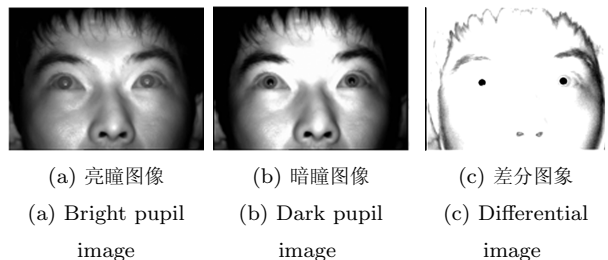 (a) 亮瞳图像
(b) 暗瞳图像
(c) 差分图象
(a) Bright pupil
image
(b) Dark pupil
image
(c) Differential
image